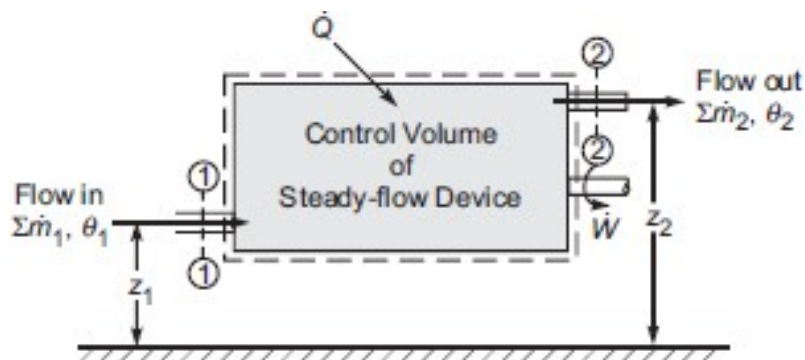 Q̇
②
Flow out
Σṁ₂, θ₂
Control Volume
of
Steady-flow Device
②
①
Flow in
Σṁ₁, θ₁
Ẇ
z₂
①
z₁